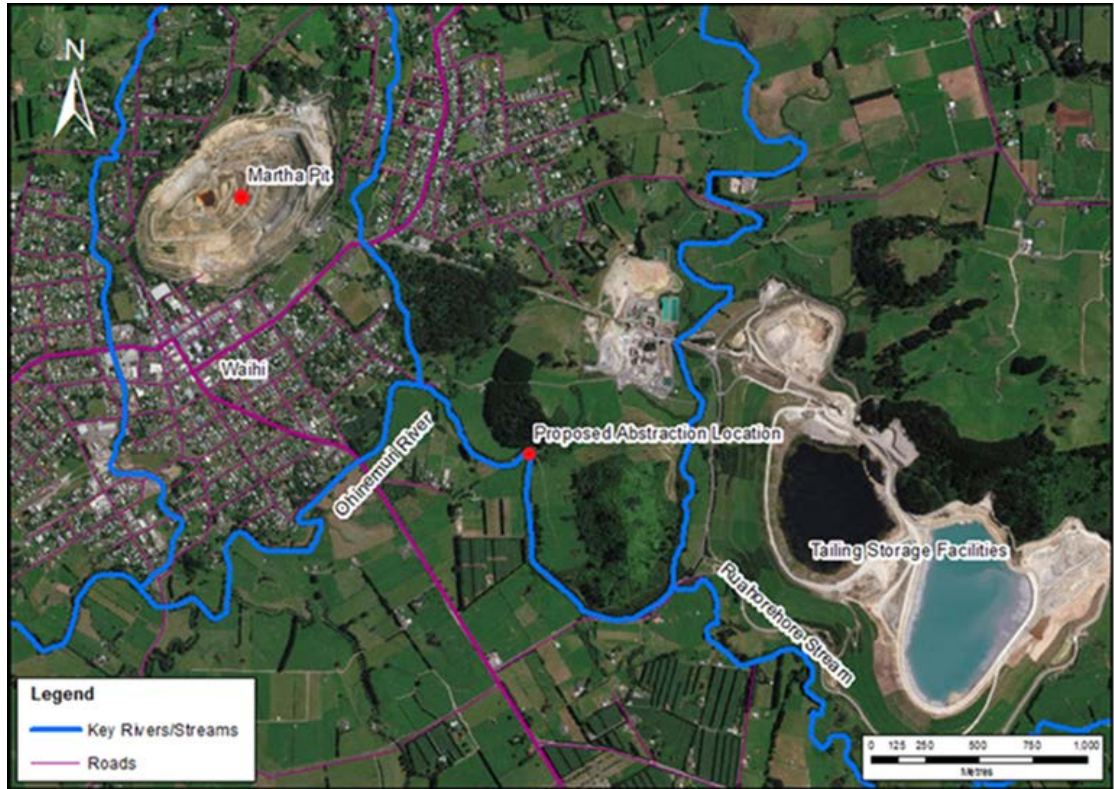 N
Martha Pit
Waihi
Proposed Abstraction Location
Ohinemuri River
Tailing Storage Facilities
Ruahorehore Stream
Legend
Key Rivers/Streams
Roads
0 125 250 500 750 1,000
Metres